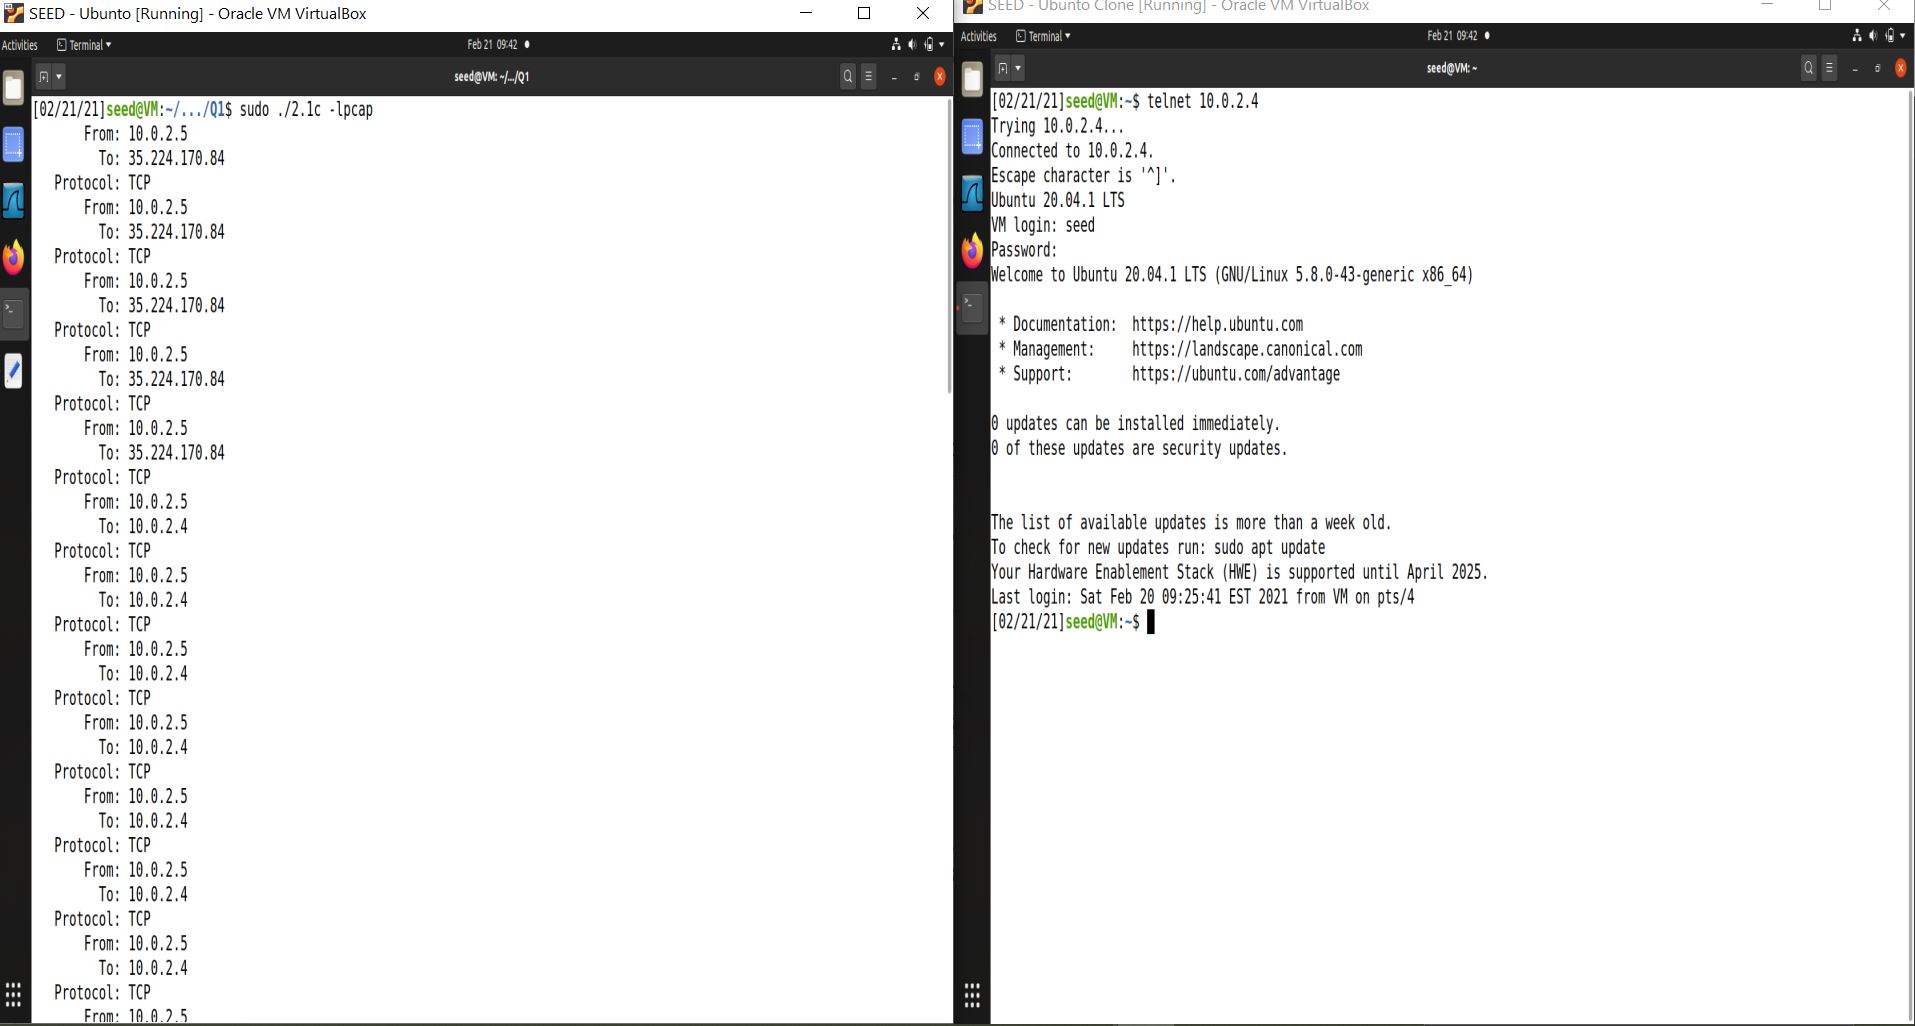 SEED - Ubunto [Running] - Oracle VM VirtualBox
Activities Terminal Feb 21 09:42
seed@VM: ~/.../Q1
[02/21/21]seed@VM:~/.../Q1$ sudo ./2.1c -lpcap
From: 10.0.2.5
To: 35.224.170.84
Protocol: TCP
From: 10.0.2.5
To: 35.224.170.84
Protocol: TCP
From: 10.0.2.5
To: 35.224.170.84
Protocol: TCP
From: 10.0.2.5
To: 35.224.170.84
Protocol: TCP
From: 10.0.2.5
To: 35.224.170.84
Protocol: TCP
From: 10.0.2.5
To: 10.0.2.4
Protocol: TCP
From: 10.0.2.5
To: 10.0.2.4
Protocol: TCP
From: 10.0.2.5
To: 10.0.2.4
Protocol: TCP
From: 10.0.2.5
To: 10.0.2.4
Protocol: TCP
From: 10.0.2.5
To: 10.0.2.4
Protocol: TCP
From: 10.0.2.5
To: 10.0.2.4
Protocol: TCP
From: 10.0.2.5
To: 10.0.2.4
Protocol: TCP
From: 10.0.2.5
SEED - Ubunto Clone [Running] - Oracle VM VirtualBox
Activities Terminal Feb 21 09:42
seed@VM: ~
[02/21/21]seed@VM:~$ telnet 10.0.2.4
Trying 10.0.2.4...
Connected to 10.0.2.4.
Escape character is '^]'.
Ubuntu 20.04.1 LTS
VM login: seed
Password:
Welcome to Ubuntu 20.04.1 LTS (GNU/Linux 5.8.0-43-generic x86_64)
* Documentation: https://help.ubuntu.com
* Management: https://landscape.canonical.com
* Support: https://ubuntu.com/advantage
0 updates can be installed immediately.
0 of these updates are security updates.
The list of available updates is more than a week old.
To check for new updates run: sudo apt update
Your Hardware Enablement Stack (HWE) is supported until April 2025.
Last login: Sat Feb 20 09:25:41 EST 2021 from VM on pts/4
[02/21/21]seed@VM:~$